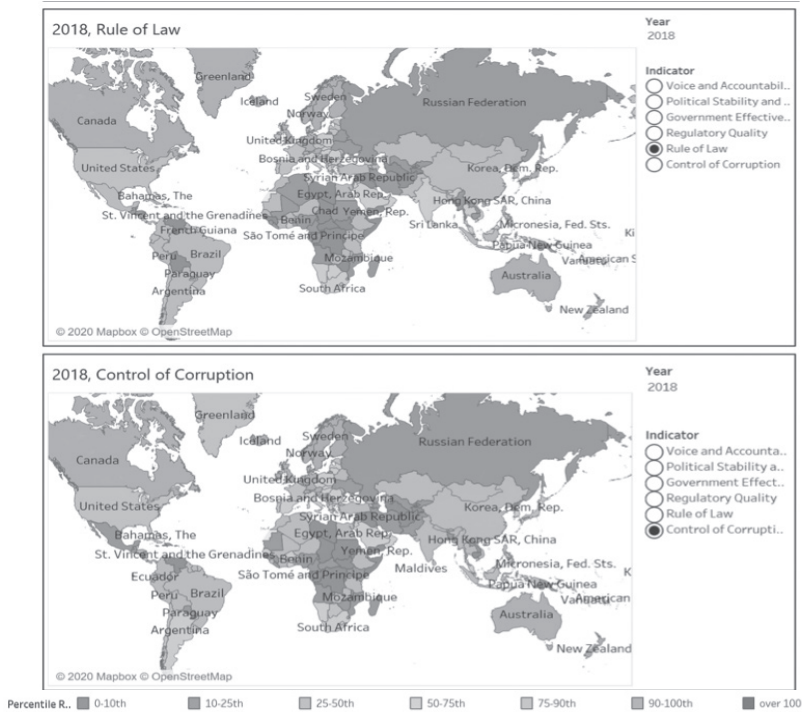 2018, Rule of Law
Greenland
Iceland
Sweden
Norway
Russian Federation
Canada
United Kingdom
Bosnia and Herzegovina
United States
Korea, Dem. Rep.
Syrian Arab Republic
Bahamas, The
Egypt, Arab Rep.
Hong Kong SAR, China
St. Vincent and the Grenadines
Chad
Yemen, Rep.
Benin
Sri Lanka
Micronesia, Fed. Sts.
French Guiana
São Tomé and Príncipe
Ki
Papua New Guinea
Peru
Brazil
Mozambique
Vanuatu
American S
Paraguay
Australia
Argentina
South Africa
New Zealand
© 2020 Mapbox © OpenStreetMap
Year
2018
Indicator
Voice and Accountabil..
Political Stability and ..
Government Effective..
Regulatory Quality
Rule of Law
Control of Corruption
2018, Control of Corruption
Greenland
Iceland
Sweden
Norway
Russian Federation
Canada
United Kingdom
Bosnia and Herzegovina
United States
Korea, Dem. Rep.
Syrian Arab Republic
Bahamas, The
Egypt, Arab Rep.
Hong Kong SAR, China
St. Vincent and the Grenadines
Yemen, Rep.
Benin
Maldives
Micronesia, Fed. Sts.
Ecuador
São Tomé and Príncipe
K
Papua New Guinea
Peru
Brazil
Mozambique
Vanuatu
American
Paraguay
Australia
Argentina
South Africa
New Zealand
© 2020 Mapbox © OpenStreetMap
Year
2018
Indicator
Voice and Accounta..
Political Stability a..
Government Effect..
Regulatory Quality
Rule of Law
Control of Corrupti..
Percentile R.. 0-10th 10-25th 25-50th 50-75th 75-90th 90-100th over 100